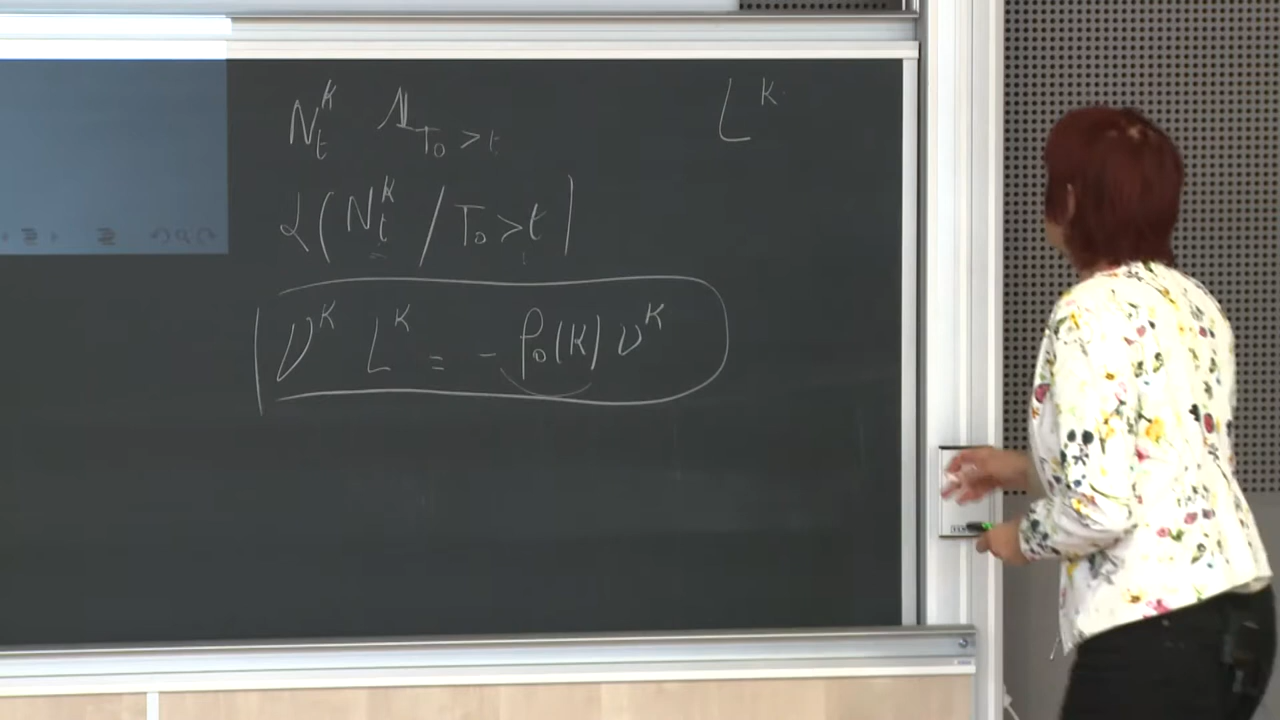 N_t^K 𝟙_{T_0 > t} L^K
ℒ(N_t^K / T_0 > t)
ν^K L^K = - ρ_0(K) ν^K